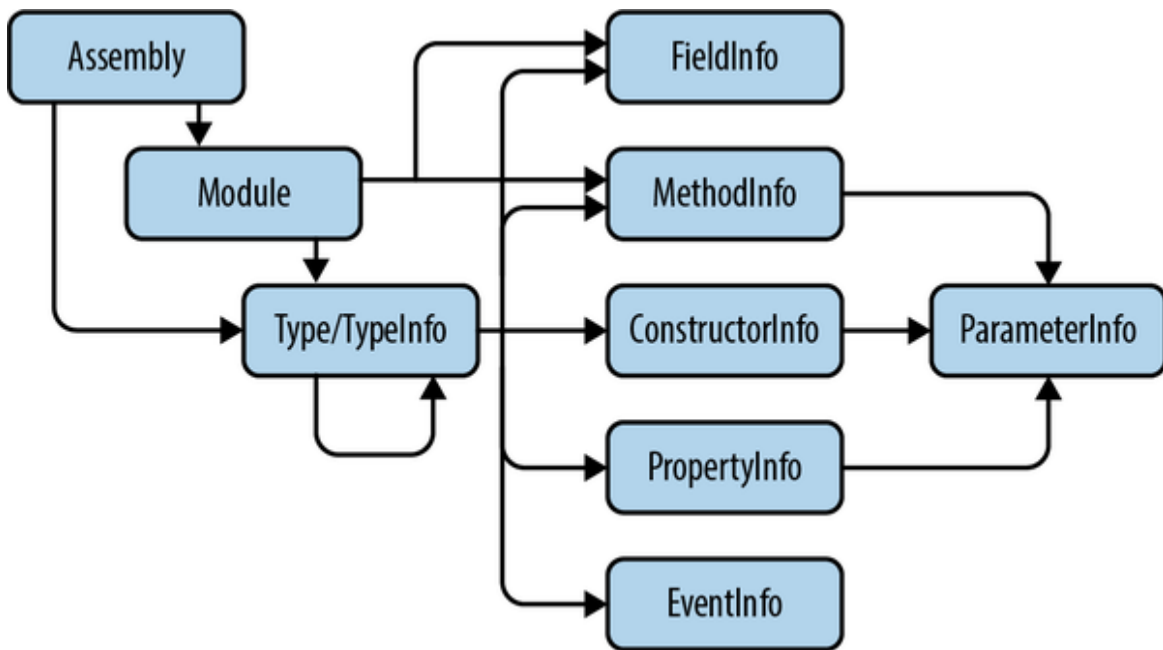 Assembly
FieldInfo
Module
MethodInfo
Type/TypeInfo
ConstructorInfo
ParameterInfo
PropertyInfo
EventInfo